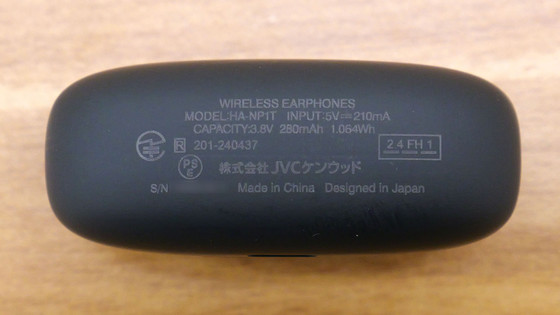 WIRELESS EARPHONES
MODEL:HA-NP1T INPUT:5V⎓210mA
CAPACITY:3.8V 280mAh 1.064Wh
R 201-240437
2.4 FH 1
PS E
株式会社 JVCケンウッド
S/N Made in China Designed in Japan